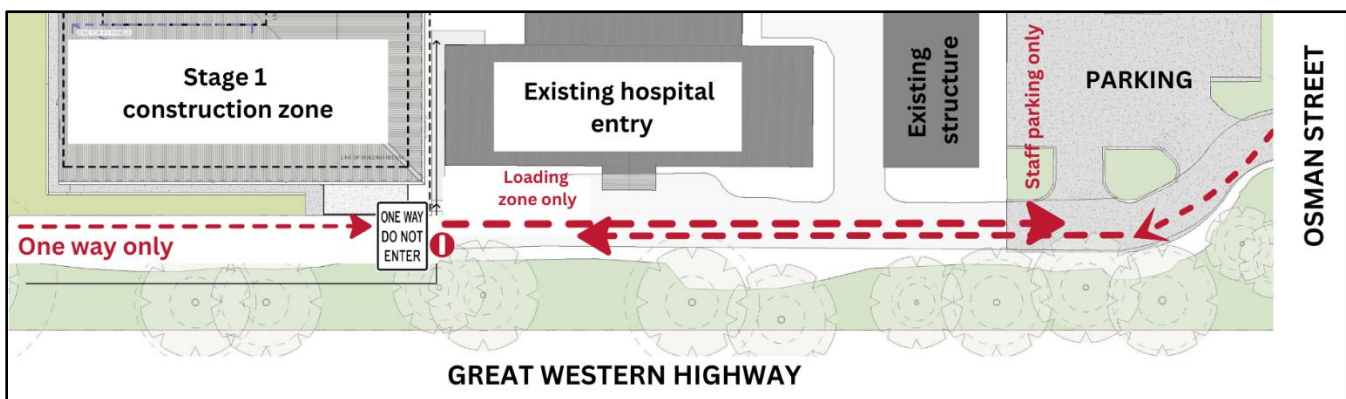 Stage 1
construction zone
Existing hospital
entry
Existing
structure
Staff parking only
PARKING
OSMAN STREET
Loading
zone only
One way only
ONE WAY
DO NOT
ENTER
GREAT WESTERN HIGHWAY